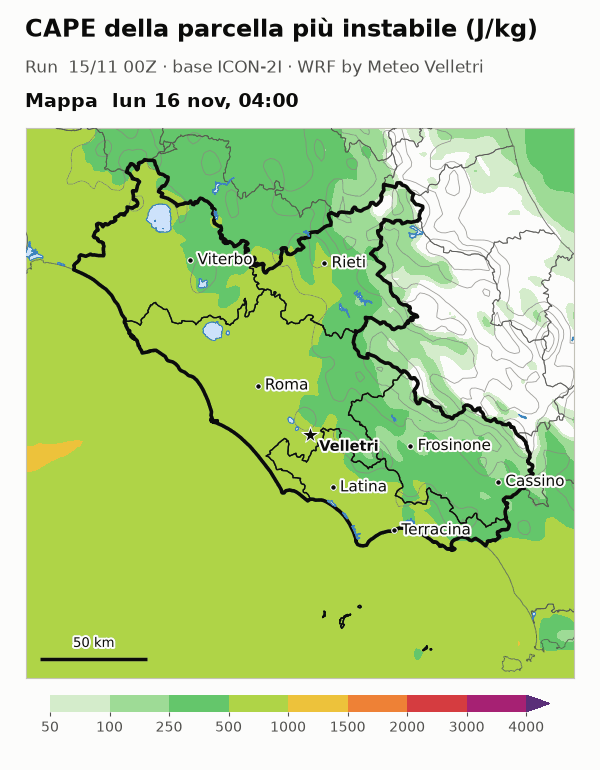 CAPE della parcella più instabile (J/kg)
Run  15/11 00Z · base ICON-2I · WRF by Meteo Velletri
Mappa  lun 16 nov, 04:00
Viterbo
Rieti
Roma
Velletri
Frosinone
Cassino
Latina
Terracina
50 km
50 100 250 500 1000 1500 2000 3000 4000